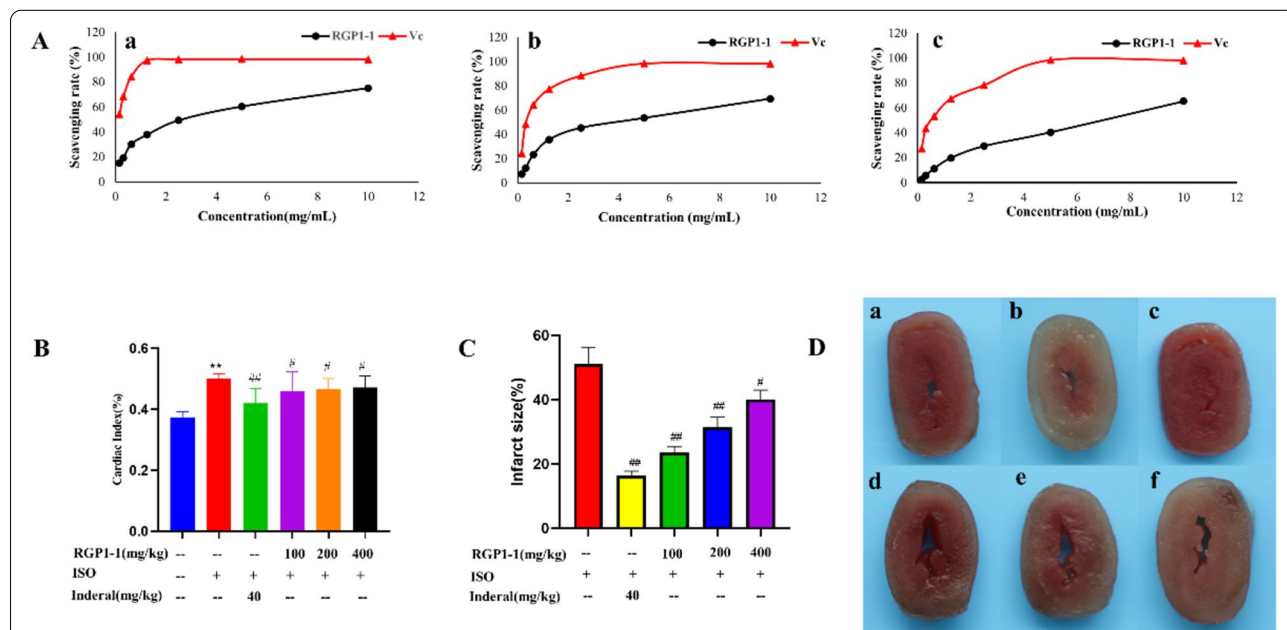 A
a
RGP1-1 Vc
Scavenging rate (%)
120
100
80
60
40
20
0
0 2 4 6 8 10 12
Concentration(mg/mL)
b
RGP1-1 Vc
Scavenging rate (%)
120
100
80
60
40
20
0
0 2 4 6 8 10 12
Concentration (mg/mL)
c
RGP1-1 Vc
Scavenging rate (%)
120
100
80
60
40
20
0
0 2 4 6 8 10 12
Concentration (mg/mL)
B
Cardiac Index(%)
0.6
0.4
0.2
0.0
** ## # # #
RGP1-1(mg/kg) -- -- -- 100 200 400
ISO -- + + + + +
Inderal(mg/kg) -- -- 40 -- -- --
C
Infarct size(%)
60
40
20
0
## ## ## #
RGP1-1(mg/kg) -- -- 100 200 400
ISO + + + + +
Inderal(mg/kg) -- 40 -- -- --
D
a b c
d e f